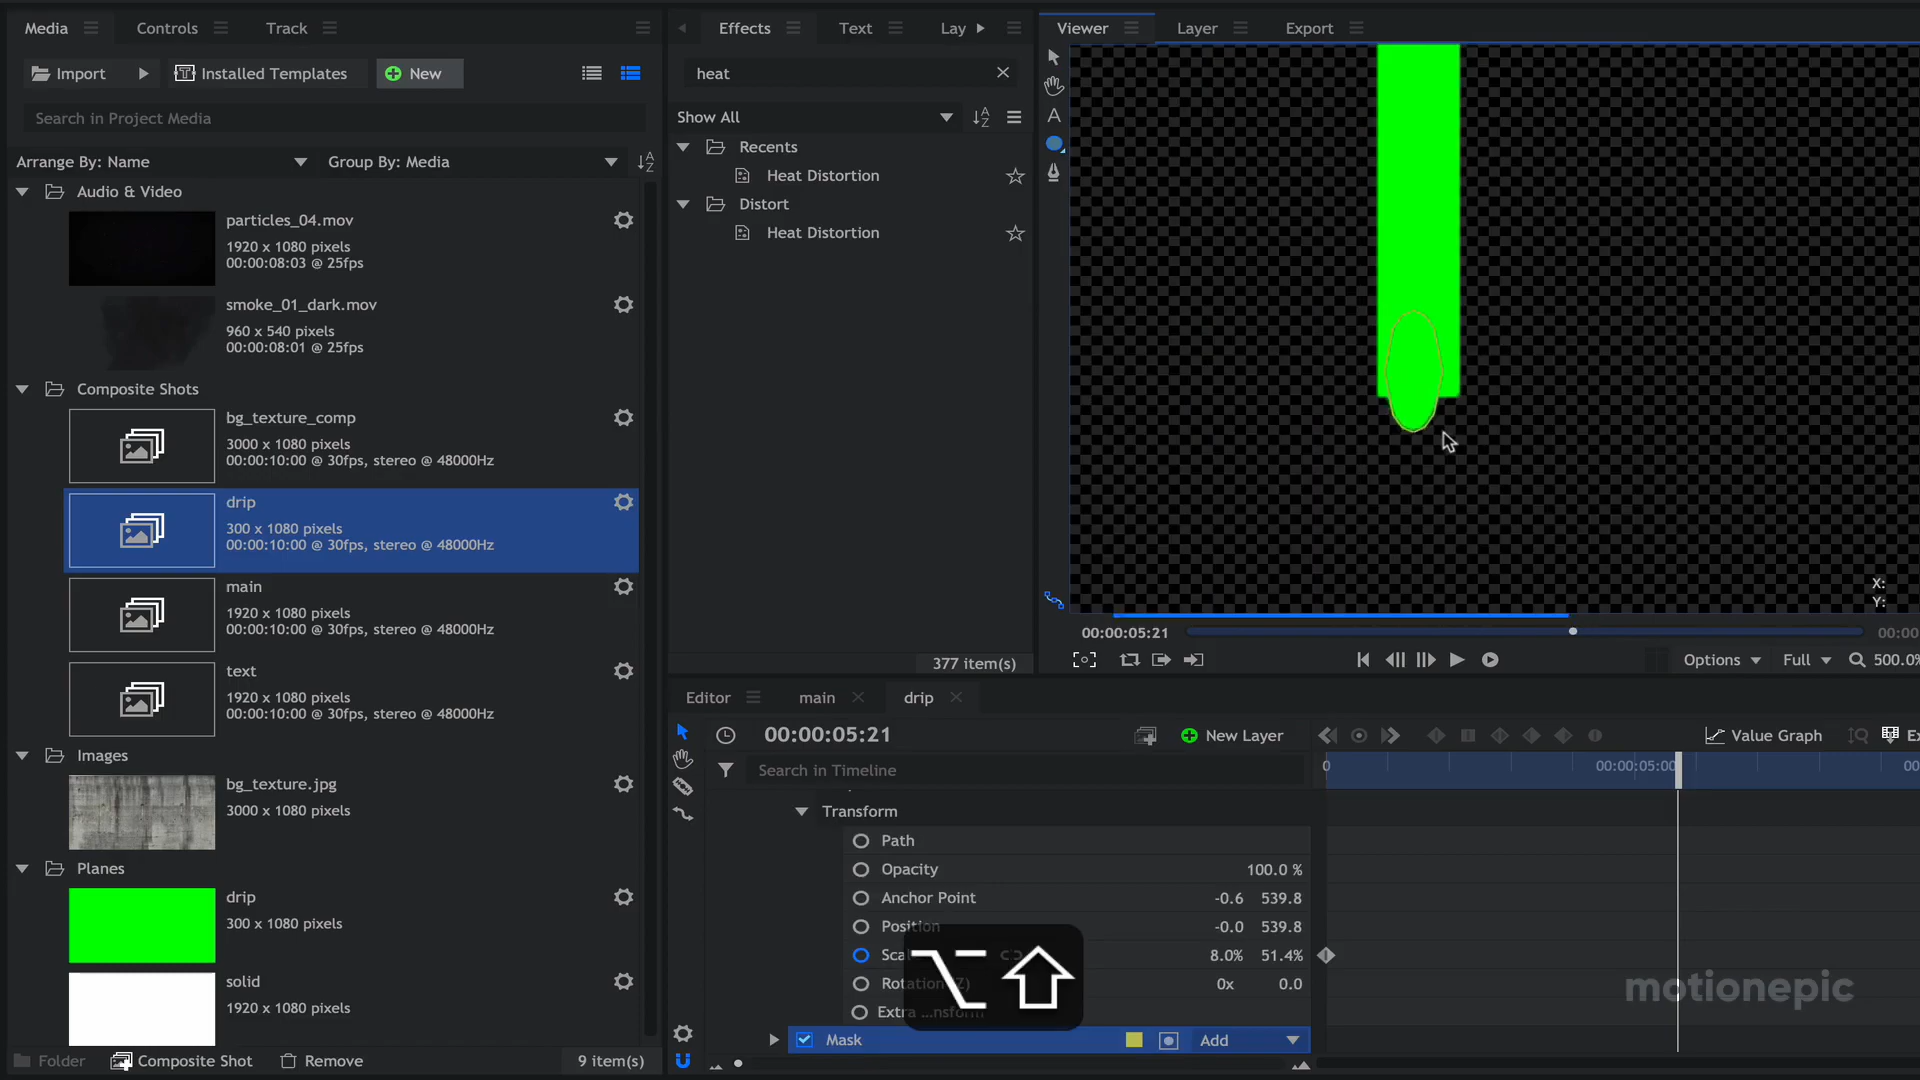 Media
Controls
Track
Effects
Text
Lay
Viewer
Layer
Export
Import
Installed Templates
New
heat
Search in Project Media
Show All
Arrange By: Name
Group By: Media
Audio & Video
particles_04.mov
1920 x 1080 pixels
00:00:08:03 @ 25fps
smoke_01_dark.mov
960 x 540 pixels
00:00:08:01 @ 25fps
Composite Shots
bg_texture_comp
3000 x 1080 pixels
00:00:10:00 @ 30fps, stereo @ 48000Hz
drip
300 x 1080 pixels
00:00:10:00 @ 30fps, stereo @ 48000Hz
main
1920 x 1080 pixels
00:00:10:00 @ 30fps, stereo @ 48000Hz
text
1920 x 1080 pixels
00:00:10:00 @ 30fps, stereo @ 48000Hz
Images
bg_texture.jpg
3000 x 1080 pixels
Planes
drip
300 x 1080 pixels
solid
1920 x 1080 pixels
Folder
Composite Shot
Remove
9 item(s)
Recents
Heat Distortion
Distort
Heat Distortion
377 item(s)
X:
Y:
00:00:05:21
00:00
Options
Full
500.0%
Editor
main
drip
00:00:05:21
New Layer
Value Graph
Ex
Search in Timeline
0
00:00:05:00
00
Transform
Path
Opacity 100.0 %
Anchor Point -0.6 539.8
Position -0.0 539.8
Scal 8.0% 51.4%
Rotation (Z) 0x 0.0
Extra ...nsform
Mask
Add
motionepic